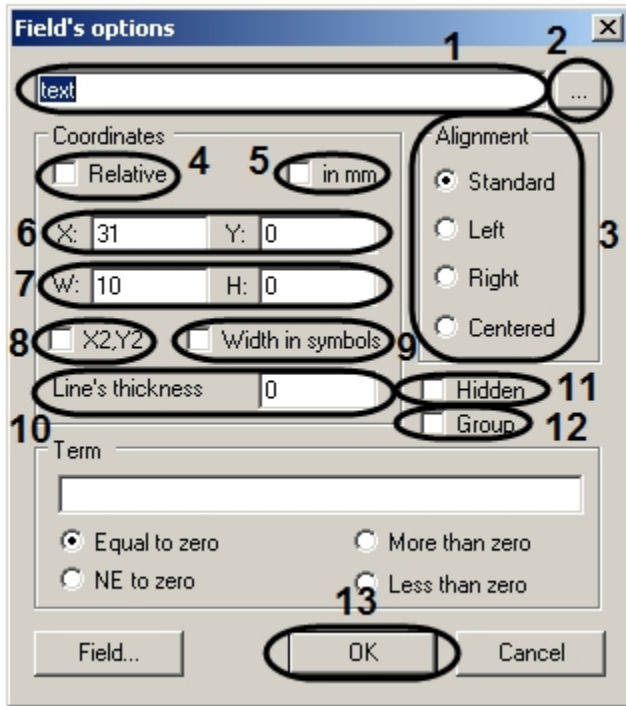 Field's options
1 2
text ...
Coordinates Alignment
4 Relative 5 in mm
Standard
6 X: 31 Y: 0 Left 3
7 W: 10 H: 0 Right
8 X2,Y2 Width in symbols 9 Centered
Line's thickness 0 Hidden 11
10 Group 12
Term
Equal to zero More than zero
NE to zero Less than zero
13
Field... OK Cancel